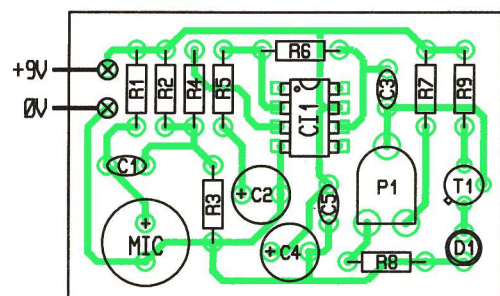 +9V
0V
R1
R2
R4
R5
R6
C3
R7
R9
CI1
C1
R3
+C2
C5
P1
T1
+
MIC
+C4
R8
D1